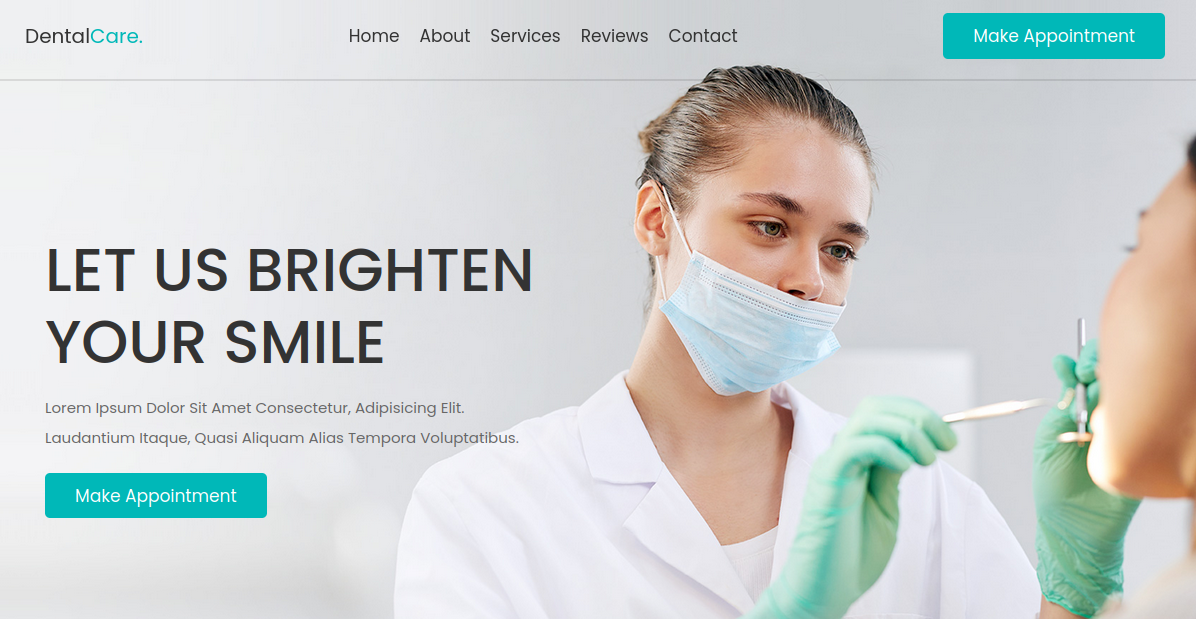 DentalCare.
Home About Services Reviews Contact
Make Appointment
LET US BRIGHTEN
YOUR SMILE
Lorem Ipsum Dolor Sit Amet Consectetur, Adipisicing Elit.
Laudantium Itaque, Quasi Aliquam Alias Tempora Voluptatibus.
Make Appointment